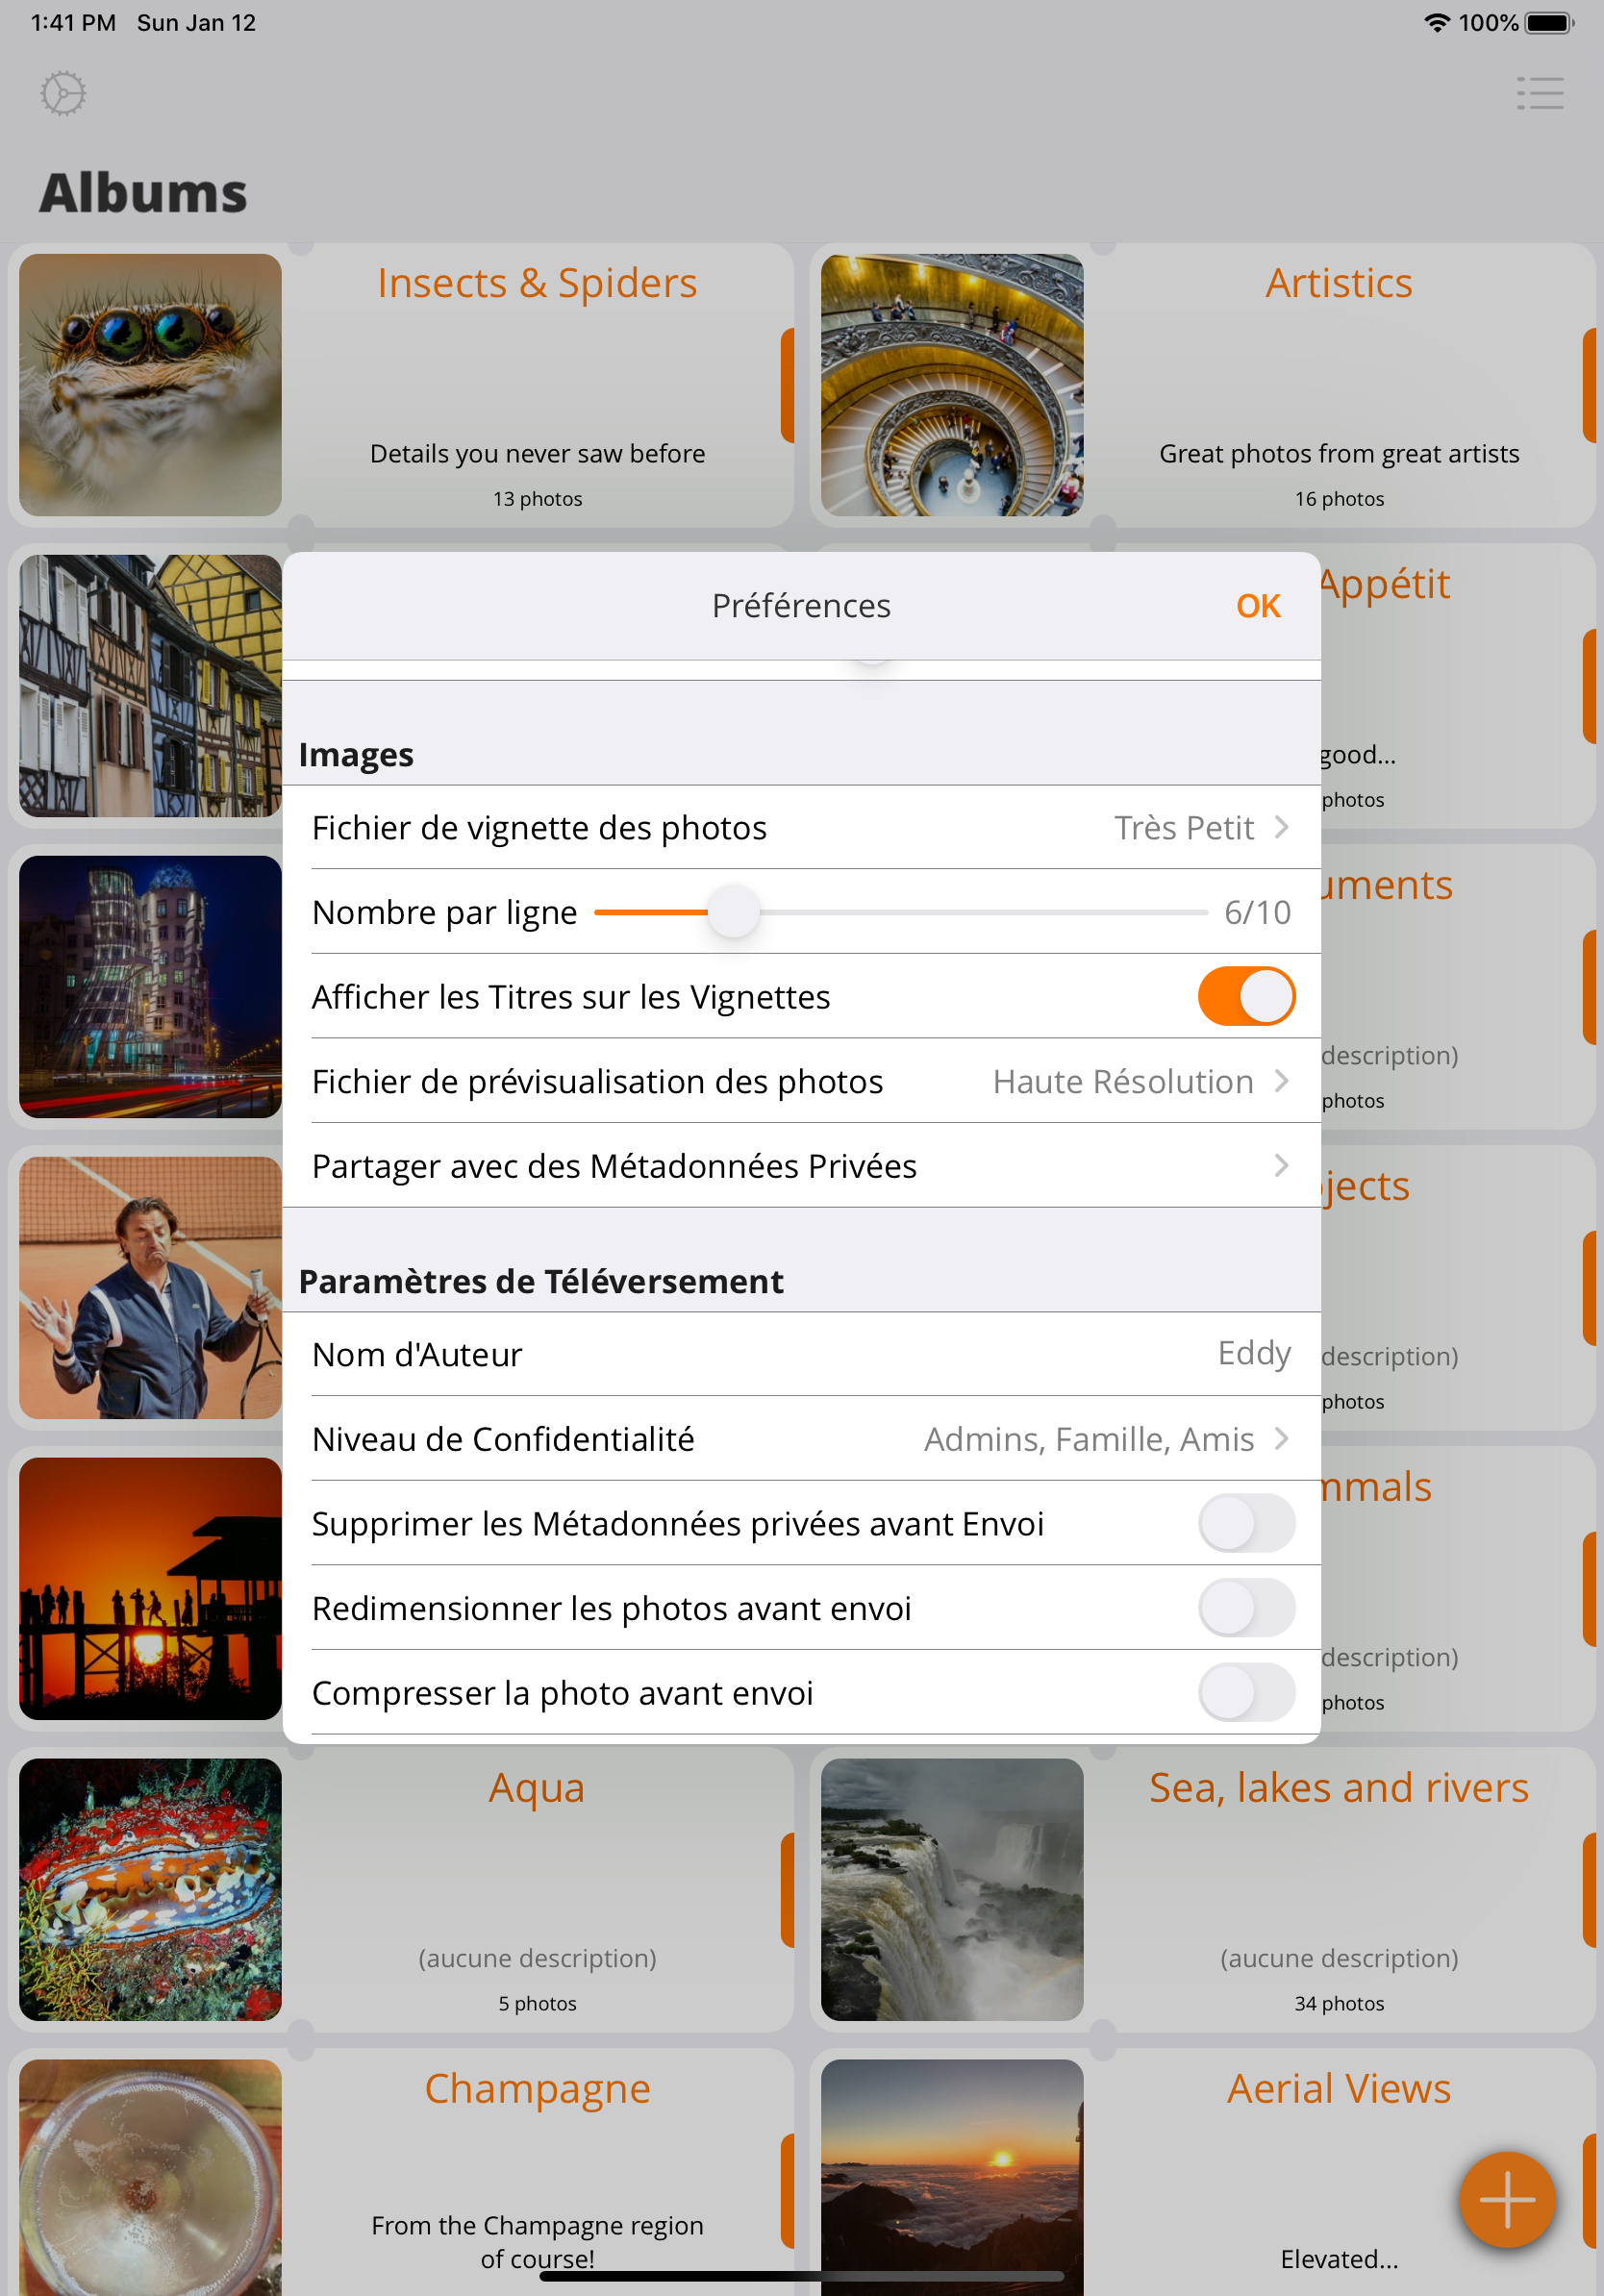 1:41 PM Sun Jan 12
100%
Albums
Insects & Spiders
Details you never saw before
13 photos
Artistics
Great photos from great artists
16 photos
Appétit
good...
photos
uments
description)
photos
jects
description)
photos
mmals
description)
photos
Préférences
OK
Images
Fichier de vignette des photos
Très Petit
Nombre par ligne
6/10
Afficher les Titres sur les Vignettes
Fichier de prévisualisation des photos
Haute Résolution
Partager avec des Métadonnées Privées
Paramètres de Téléversement
Nom d'Auteur
Eddy
Niveau de Confidentialité
Admins, Famille, Amis
Supprimer les Métadonnées privées avant Envoi
Redimensionner les photos avant envoi
Compresser la photo avant envoi
Aqua
(aucune description)
5 photos
Sea, lakes and rivers
(aucune description)
34 photos
Champagne
From the Champagne region
of course!
Aerial Views
Elevated...